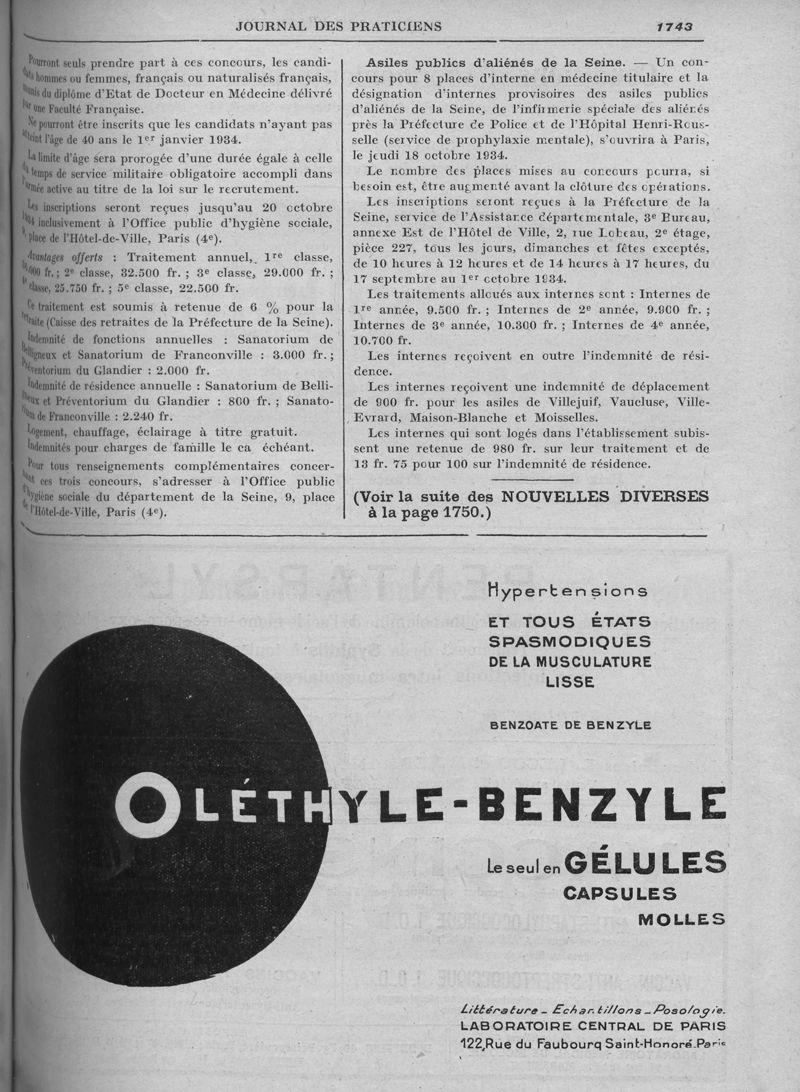 JOURNAL DES PRATICIENS
1743
Pourront seuls prendre part à ces concours, les candi-
hommes ou femmes, français ou naturalisés français,
du diplôme d'Etat de Docteur en Médecine délivré
une Faculté Française.
Ne pourront être inscrits que les candidats n'ayant pas
l'âge de 40 ans le 1er janvier 1934.
La limite d'âge sera prorogée d'une durée égale à celle
temps de service militaire obligatoire accompli dans
active au titre de la loi sur le recrutement.
Les inscriptions seront reçues jusqu'au 20 octobre
inclusivement à l'Office public d'hygiène sociale,
place de l'Hôtel-de-Ville, Paris (4e).
Avantages offerts : Traitement annuel, 1re classe,
fr. ; 2e classe, 32.500 fr. ; 3e classe, 29.000 fr. ;
classe, 25.750 fr. ; 5e classe, 22.500 fr.
Ce traitement est soumis à retenue de 6 % pour la
(Caisse des retraites de la Préfecture de la Seine).
Indemnité de fonctions annuelles : Sanatorium de
et Sanatorium de Franconville : 3.000 fr. ;
Préventorium du Glandier : 2.000 fr.
Indemnité de résidence annuelle : Sanatorium de Belli-
et Préventorium du Glandier : 800 fr. ; Sanato-
de Franconville : 2.240 fr.
Logement, chauffage, éclairage à titre gratuit.
Indemnités pour charges de famille le ca échéant.
Pour tous renseignements complémentaires concer-
ces trois concours, s'adresser à l'Office public
sociale du département de la Seine, 9, place
l'Hôtel-de-Ville, Paris (4e).
Asiles publics d'aliénés de la Seine. — Un con-
cours pour 8 places d'interne en médecine titulaire et la
désignation d'internes provisoires des asiles publics
d'aliénés de la Seine, de l'infirmerie spéciale des aliénés
près la Préfecture de Police et de l'Hôpital Henri-Rous-
selle (service de prophylaxie mentale), s'ouvrira à Paris,
le jeudi 18 octobre 1934.
Le nombre des places mises au concours pourra, si
besoin est, être augmenté avant la clôture des opérations.
Les inscriptions seront reçues à la Préfecture de la
Seine, service de l'Assistance départementale, 3e Bureau,
annexe Est de l'Hôtel de Ville, 2, rue Lobeau, 2e étage,
pièce 227, tous les jours, dimanches et fêtes exceptés,
de 10 heures à 12 heures et de 14 heures à 17 heures, du
17 septembre au 1er octobre 1934.
Les traitements alloués aux internes sont : Internes de
1re année, 9.500 fr. ; Internes de 2e année, 9.900 fr. ;
Internes de 3e année, 10.300 fr. ; Internes de 4e année,
10.700 fr.
Les internes reçoivent en outre l'indemnité de rési-
dence.
Les internes reçoivent une indemnité de déplacement
de 900 fr. pour les asiles de Villejuif, Vaucluse, Ville-
Evrard, Maison-Blanche et Moisselles.
Les internes qui sont logés dans l'établissement subis-
sent une retenue de 980 fr. sur leur traitement et de
13 fr. 75 pour 100 sur l'indemnité de résidence.
(Voir la suite des NOUVELLES DIVERSES
à la page 1750.)
Hypertensions
ET TOUS ÉTATS
SPASMODIQUES
DE LA MUSCULATURE
LISSE
BENZOATE DE BENZYLE
OLÉTHYLE-BENZYLE
Le seul en GÉLULES
CAPSULES
MOLLES
Littérature _ Echantillons _ Posologie.
LABORATOIRE CENTRAL DE PARIS
122, Rue du Faubourg Saint-Honoré. Paris